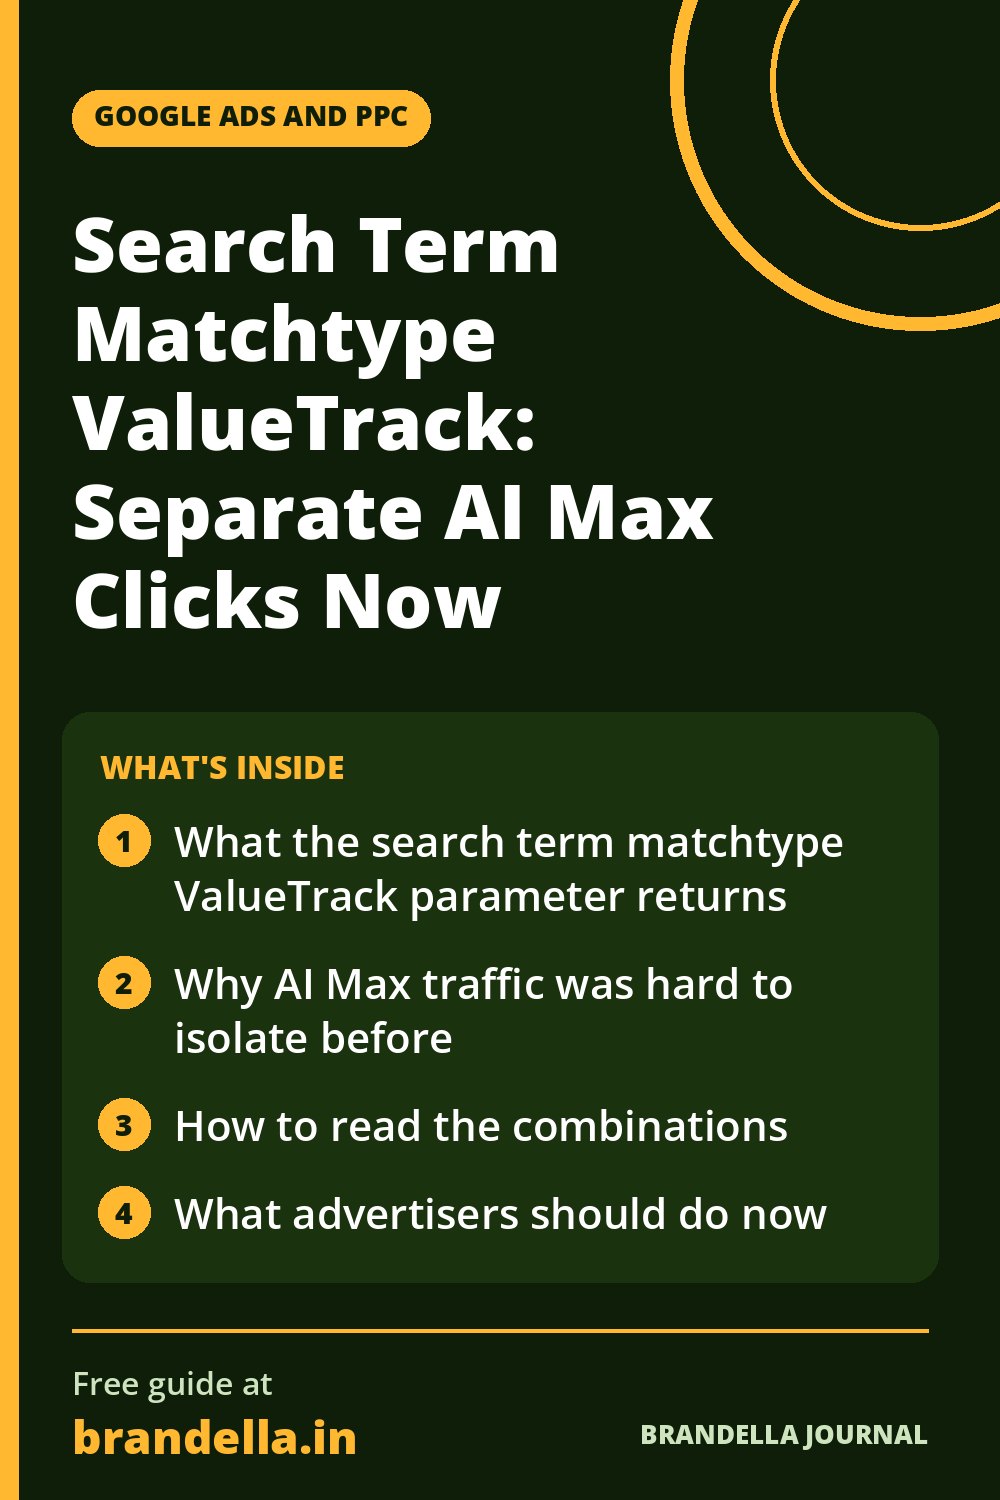 GOOGLE ADS AND PPC
Search Term
Matchtype
ValueTrack:
Separate AI Max
Clicks Now
WHAT'S INSIDE
1 What the search term matchtype
ValueTrack parameter returns
2 Why AI Max traffic was hard to
isolate before
3 How to read the combinations
4 What advertisers should do now
Free guide at
brandella.in
BRANDELLA JOURNAL